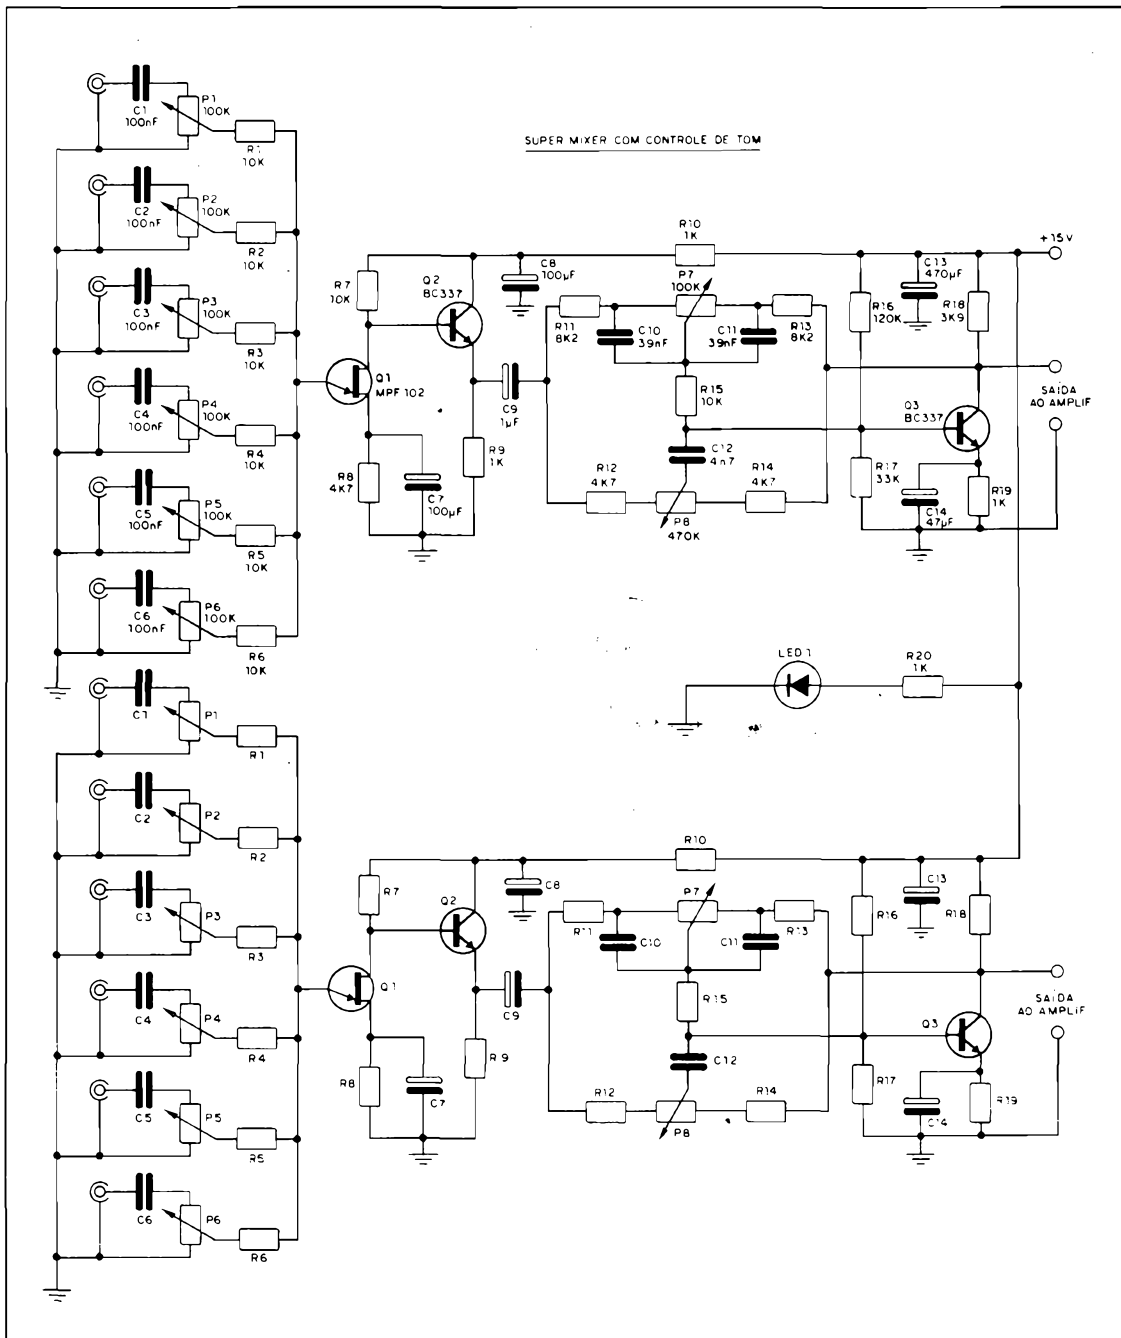 SUPER MIXER COM CONTROLE DE TOM
C1
100nF
P1
100K
R1
10K
C2
100nF
P2
100K
R2
10K
C3
100nF
P3
100K
R3
10K
C4
100nF
P4
100K
R4
10K
C5
100nF
P5
100K
R5
10K
C6
100nF
P6
100K
R6
10K
R7
10K
Q2
BC337
C8
100µF
Q1
MPF102
R8
4K7
C7
100µF
R9
1K
C9
1µF
R10
1K
P7
100K
R11
8K2
C10
39nF
C11
39nF
R13
8K2
R15
10K
C12
4n7
R12
4K7
P8
470K
R14
4K7
R16
120K
C13
470µF
R18
3K9
+15V
Q3
BC337
SAÍDA
AO AMPLIF
R17
33K
C14
47µF
R19
1K
LED 1
R20
1K
C1
P1
R1
C2
P2
R2
C3
P3
R3
C4
P4
R4
C5
P5
R5
C6
P6
R6
R7
Q2
C8
Q1
R8
C7
R9
C9
R10
P7
R11
C10
C11
R13
R15
C12
R12
P8
R14
R16
C13
R18
Q3
SAÍDA
AO AMPLIF
R17
C14
R19